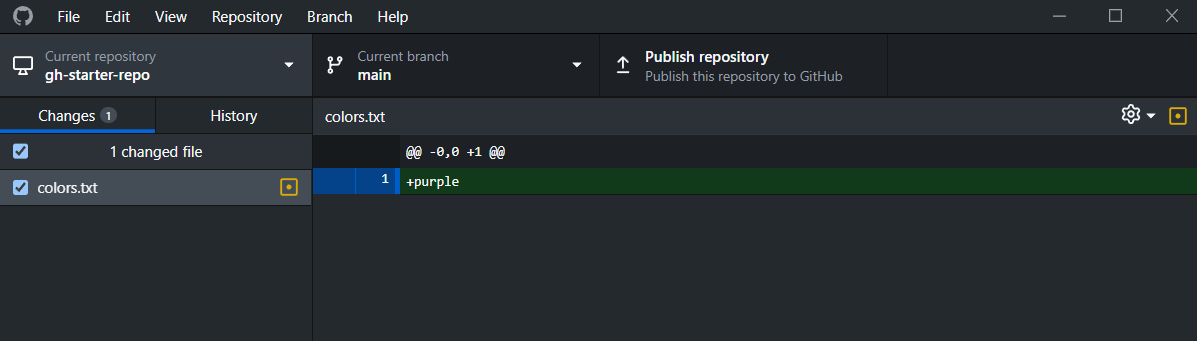 File Edit View Repository Branch Help
Current repository
gh-starter-repo
Current branch
main
Publish repository
Publish this repository to GitHub
Changes 1
History
colors.txt
1 changed file
@@ -0,0 +1 @@
colors.txt
1 +purple